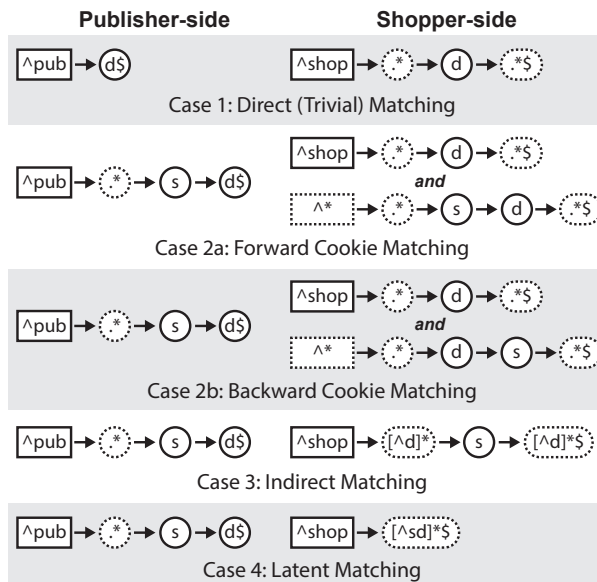 Publisher-side Shopper-side
^pub d$ ^shop .* d .*$
Case 1: Direct (Trivial) Matching
^shop .* d .*$
^pub .* s d$ and
^* .* s d .*$
Case 2a: Forward Cookie Matching
^shop .* d .*$
^pub .* s d$ and
^* .* d s .*$
Case 2b: Backward Cookie Matching
^pub .* s d$ ^shop [^d]* s [^d]*$
Case 3: Indirect Matching
^pub .* s d$ ^shop [^sd]*$
Case 4: Latent Matching